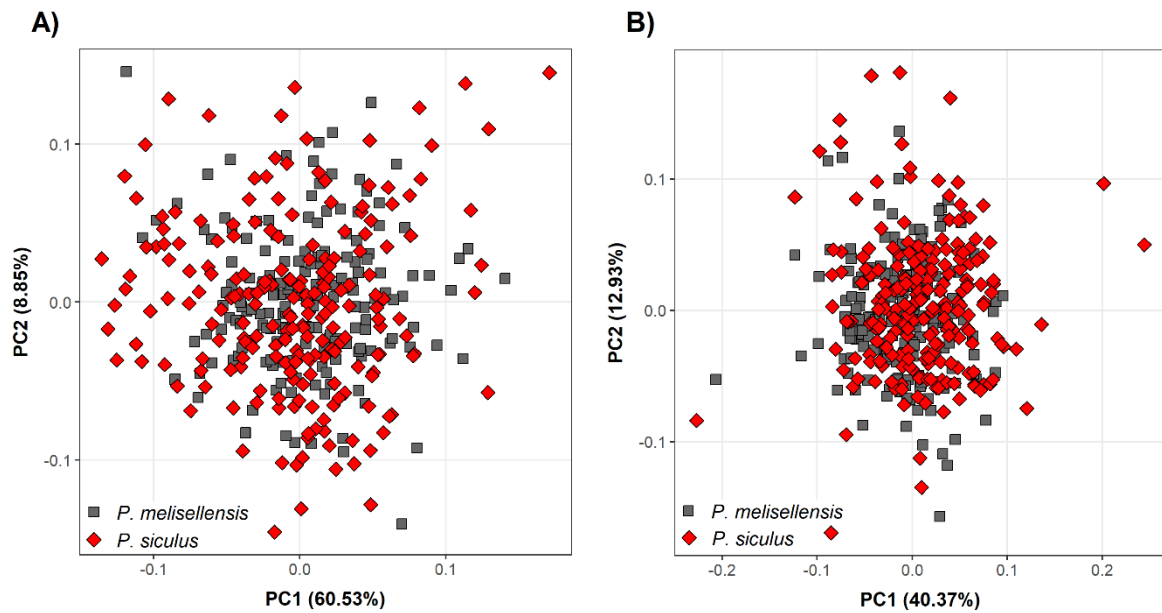 A)
0.1
0.0
-0.1
PC2 (8.85%)
P. melisellensis
P. siculus
-0.1
0.0
0.1
PC1 (60.53%)
B)
0.1
0.0
-0.1
PC2 (12.93%)
P. melisellensis
P. siculus
-0.2
-0.1
0.0
0.1
0.2
PC1 (40.37%)